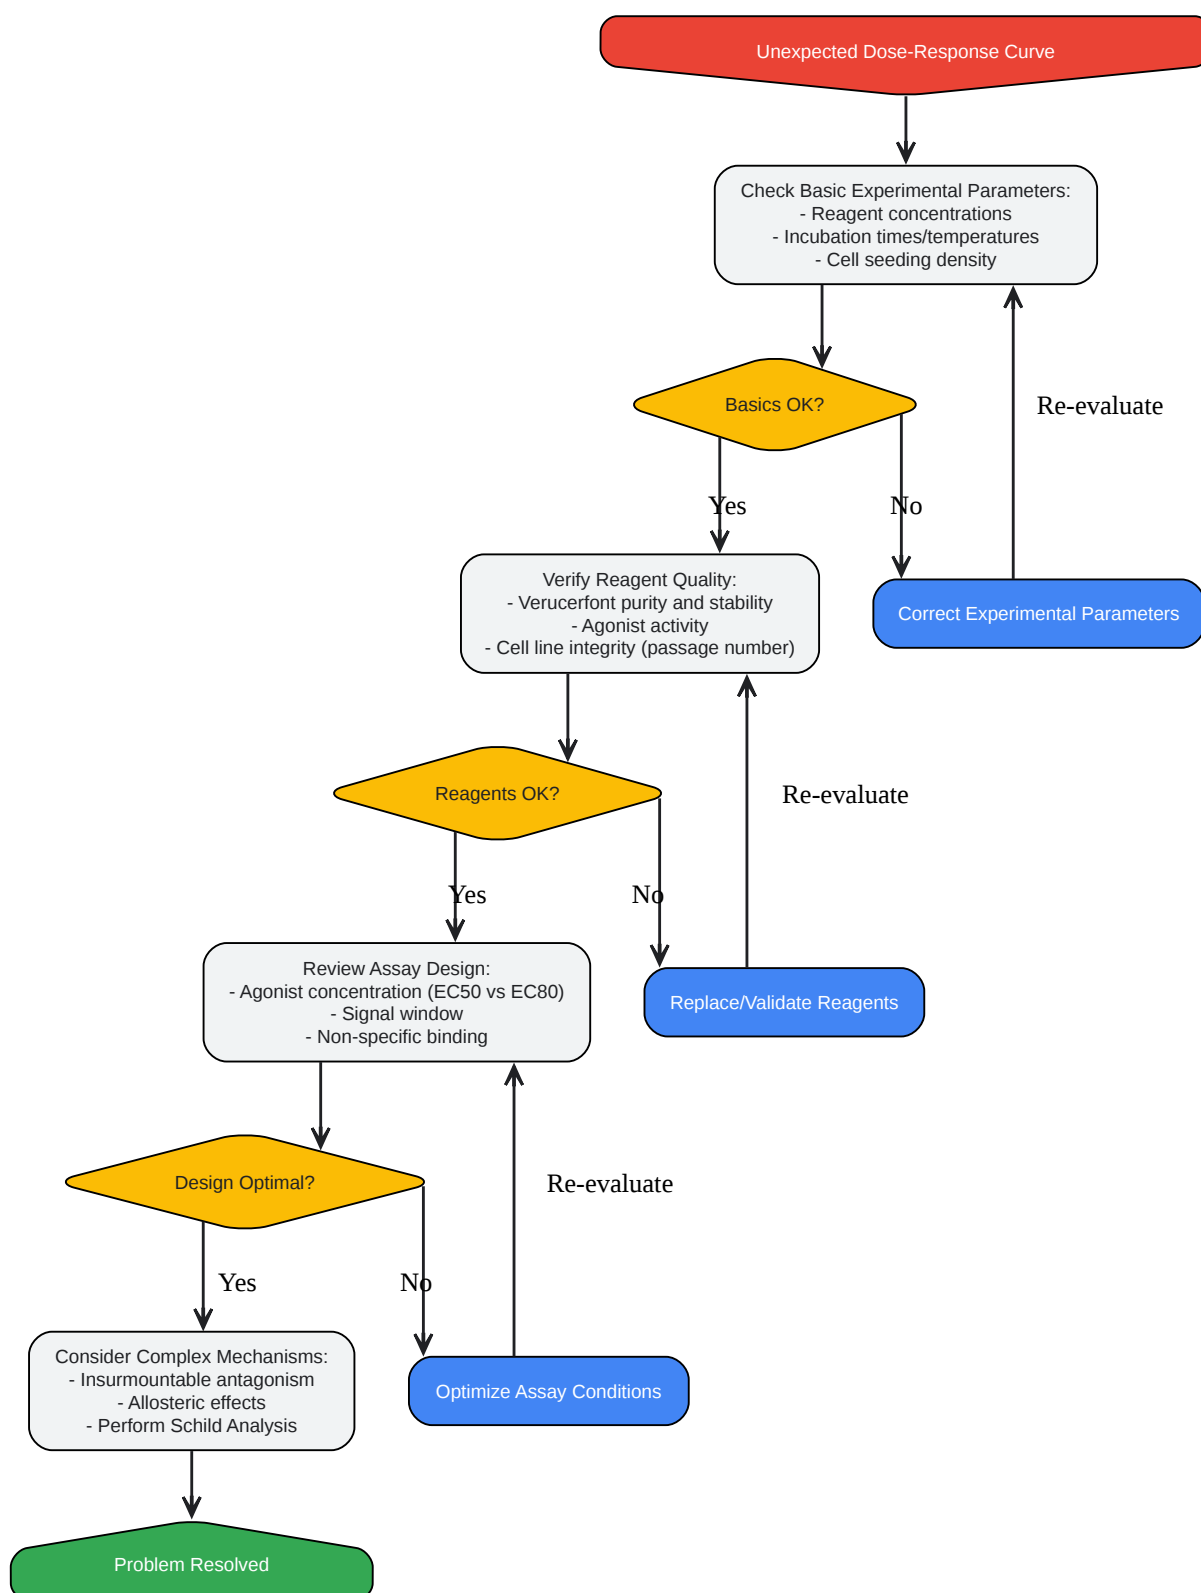 Unexpected Dose-Response Curve
Check Basic Experimental Parameters:
- Reagent concentrations
- Incubation times/temperatures
- Cell seeding density
Basics OK?
Re-evaluate
Yes
No
Verify Reagent Quality:
- Verucerfont purity and stability
- Agonist activity
- Cell line integrity (passage number)
Correct Experimental Parameters
Reagents OK?
Re-evaluate
Yes
No
Review Assay Design:
- Agonist concentration (EC50 vs EC80)
- Signal window
- Non-specific binding
Replace/Validate Reagents
Design Optimal?
Re-evaluate
Yes
No
Consider Complex Mechanisms:
- Insurmountable antagonism
- Allosteric effects
- Perform Schild Analysis
Optimize Assay Conditions
Problem Resolved